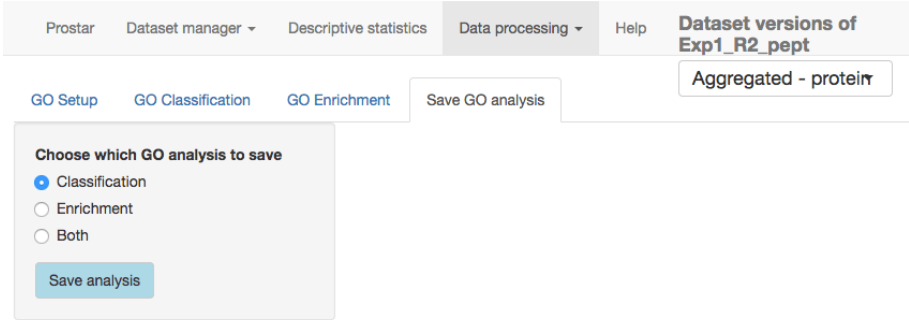 Prostar Dataset manager Descriptive statistics Data processing Help Dataset versions of
Exp1_R2_pept
Aggregated - protein
GO Setup GO Classification GO Enrichment Save GO analysis
Choose which GO analysis to save
Classification
Enrichment
Both
Save analysis